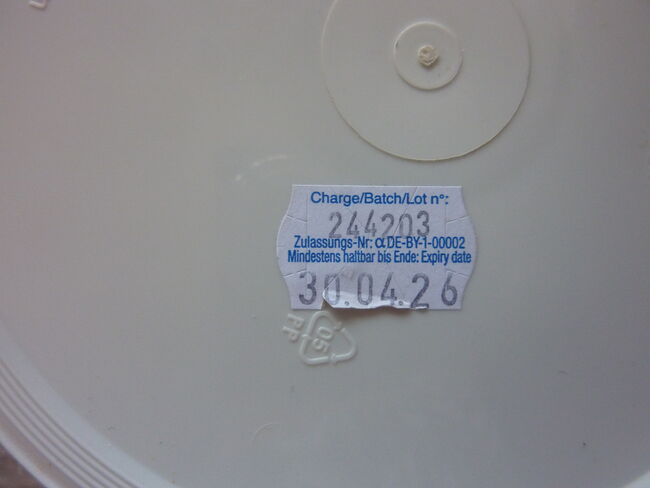 Charge/Batch/Lot n°:
244203
Zulassungs-Nr: α DE-BY-1-00002
Mindestens haltbar bis Ende: Expiry date
30.04.26
05
PP